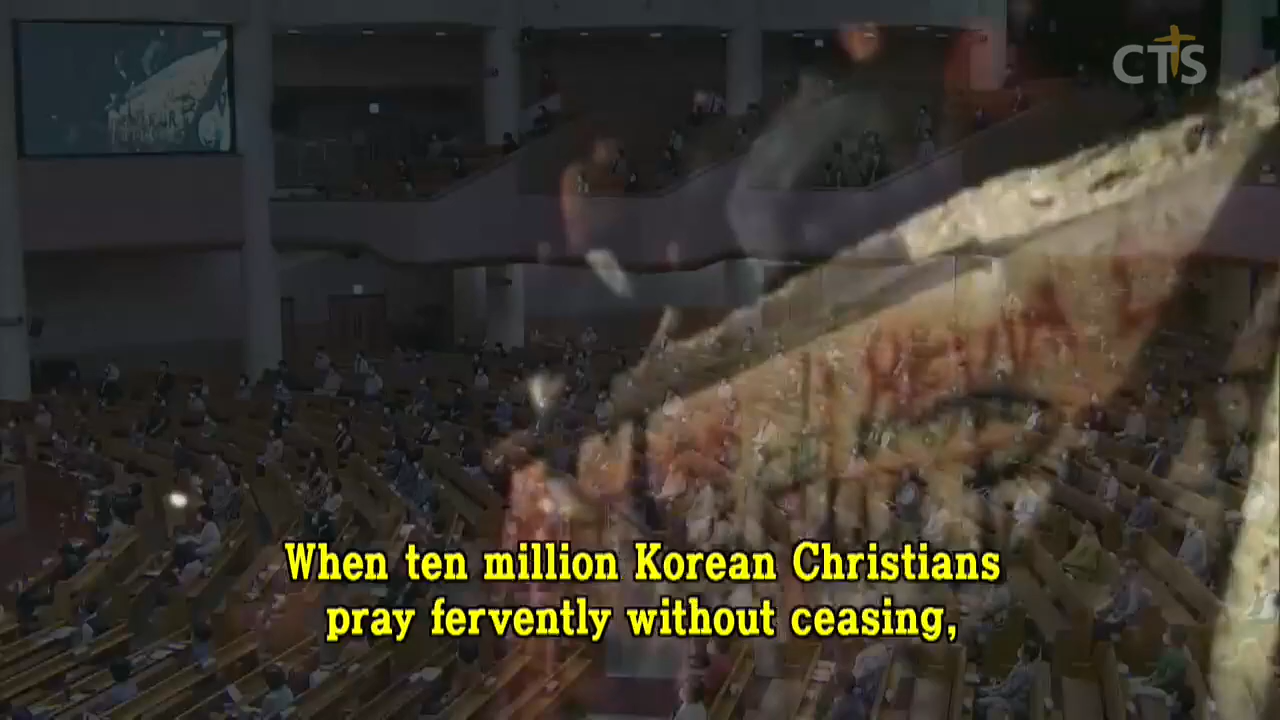 CTS
When ten million Korean Christians
pray fervently without ceasing,